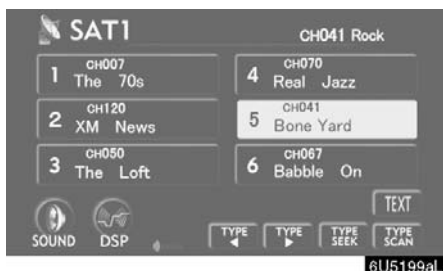 SAT1
CH041 Rock
CH007
1 The 70s
CH070
4 Real Jazz
CH120
2 XM News
CH041
5 Bone Yard
CH050
3 The Loft
CH067
6 Babble On
TEXT
SOUND
DSP
TYPE ◀
TYPE ▶
TYPE SEEK
TYPE SCAN
6U5199al